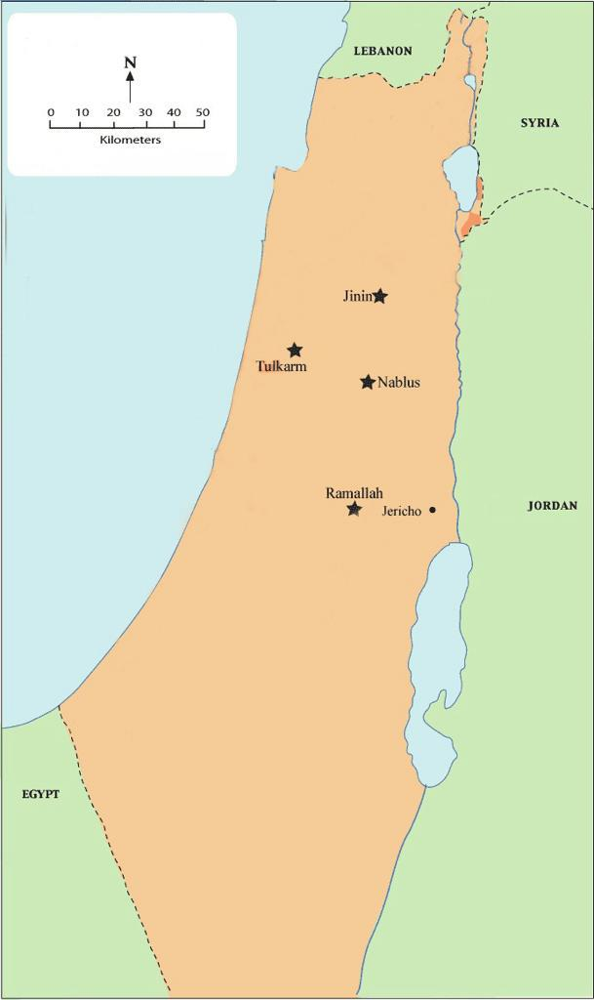 LEBANON
N
0 10 20 30 40 50
Kilometers
SYRIA
Jinin
Tulkarm
Nablus
Ramallah
Jericho
JORDAN
EGYPT